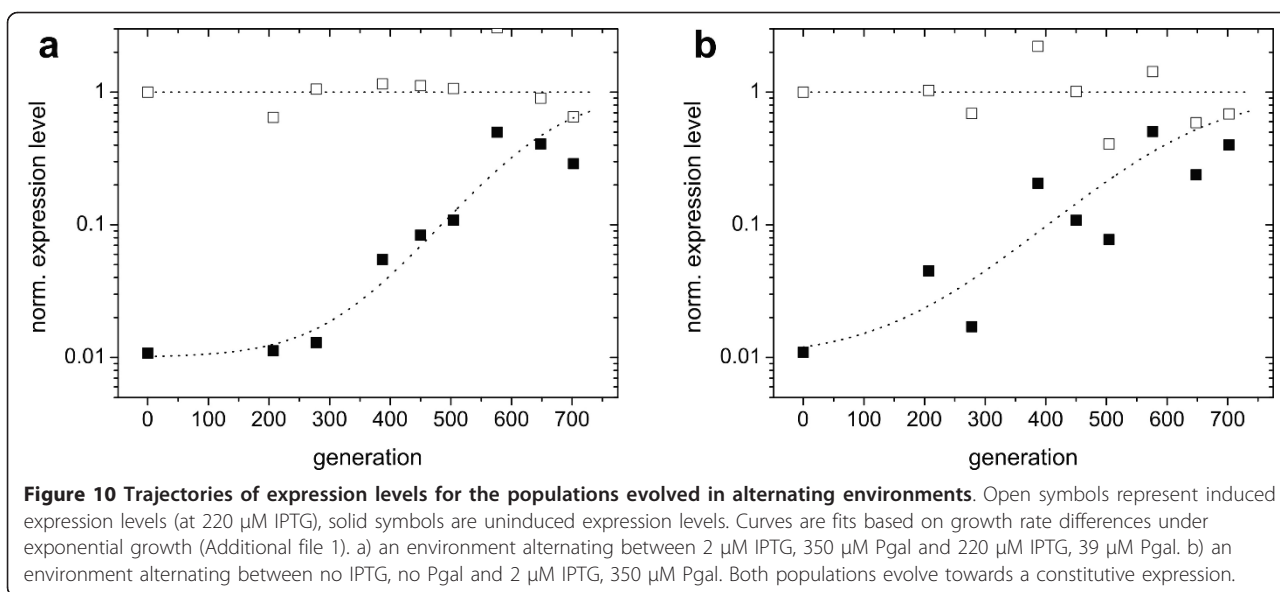 a
norm. expression level
1
0.1
0.01
0 100 200 300 400 500 600 700
generation
b
norm. expression level
1
0.1
0.01
0 100 200 300 400 500 600 700
generation
Figure 10 Trajectories of expression levels for the populations evolved in alternating environments. Open symbols represent induced
expression levels (at 220 μM IPTG), solid symbols are uninduced expression levels. Curves are fits based on growth rate differences under
exponential growth (Additional file 1). a) an environment alternating between 2 μM IPTG, 350 μM Pgal and 220 μM IPTG, 39 μM Pgal. b) an
environment alternating between no IPTG, no Pgal and 2 μM IPTG, 350 μM Pgal. Both populations evolve towards a constitutive expression.